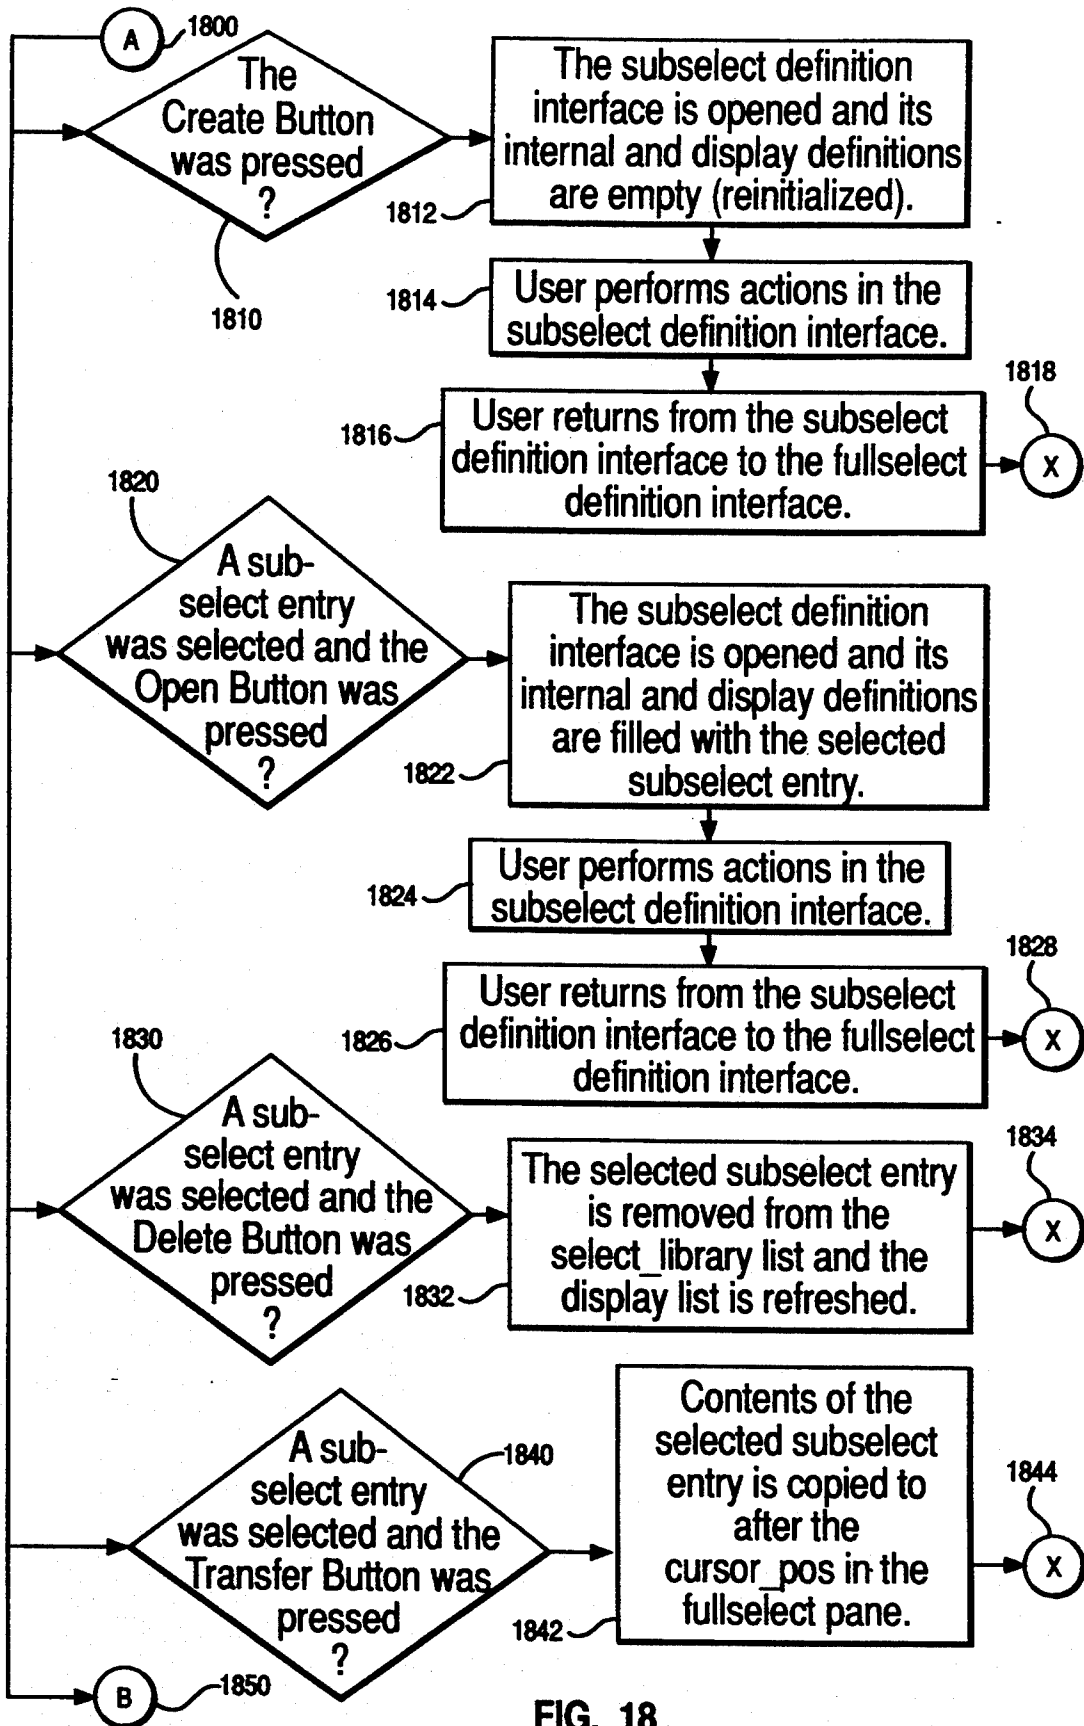 A
1800
The
Create Button
was pressed
?
1810
The subselect definition
interface is opened and its
internal and display definitions
are empty (reinitialized).
1812
1814
User performs actions in the
subselect definition interface.
1816
User returns from the subselect
definition interface to the fullselect
definition interface.
1818
X
1820
A sub-
select entry
was selected and the
Open Button was
pressed
?
The subselect definition
interface is opened and its
internal and display definitions
are filled with the selected
subselect entry.
1822
User performs actions in the
subselect definition interface.
1824
User returns from the subselect
definition interface to the fullselect
definition interface.
1826
1828
X
1830
A sub-
select entry
was selected and the
Delete Button was
pressed
?
The selected subselect entry
is removed from the
select_library list and the
display list is refreshed.
1832
1834
X
A sub-
select entry
was selected and the
Transfer Button was
pressed
?
1840
Contents of the
selected subselect
entry is copied to
after the
cursor_pos in the
fullselect pane.
1842
1844
X
B
1850
FIG. 18